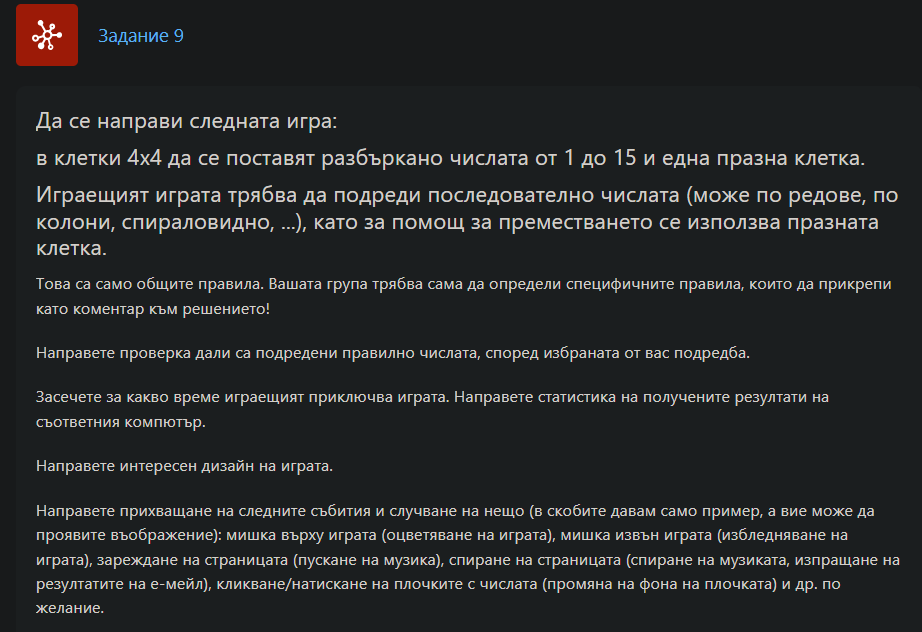 Задание 9
Да се направи следната игра:
в клетки 4x4 да се поставят разбъркано числата от 1 до 15 и една празна клетка.
Играещият играта трябва да подреди последователно числата (може по редове, по
колони, спираловидно, ...), като за помощ за преместването се използва празната
клетка.
Това са само общите правила. Вашата група трябва сама да определи специфичните правила, които да прикрепи
като коментар към решението!
Направете проверка дали са подредени правилно числата, според избраната от вас подредба.
Засечете за какво време играещият приключва играта. Направете статистика на получените резултати на
съответния компютър.
Направете интересен дизайн на играта.
Направете прихващане на следните събития и случване на нещо (в скобите давам само пример, а вие може да
проявите въображение): мишка върху играта (оцветяване на играта), мишка извън играта (избледняване на
играта), зареждане на страницата (пускане на музика), спиране на страницата (спиране на музиката, изпращане на
резултатите на е-мейл), кликване/натискане на плочките с числата (промяна на фона на плочката) и др. по
желание.